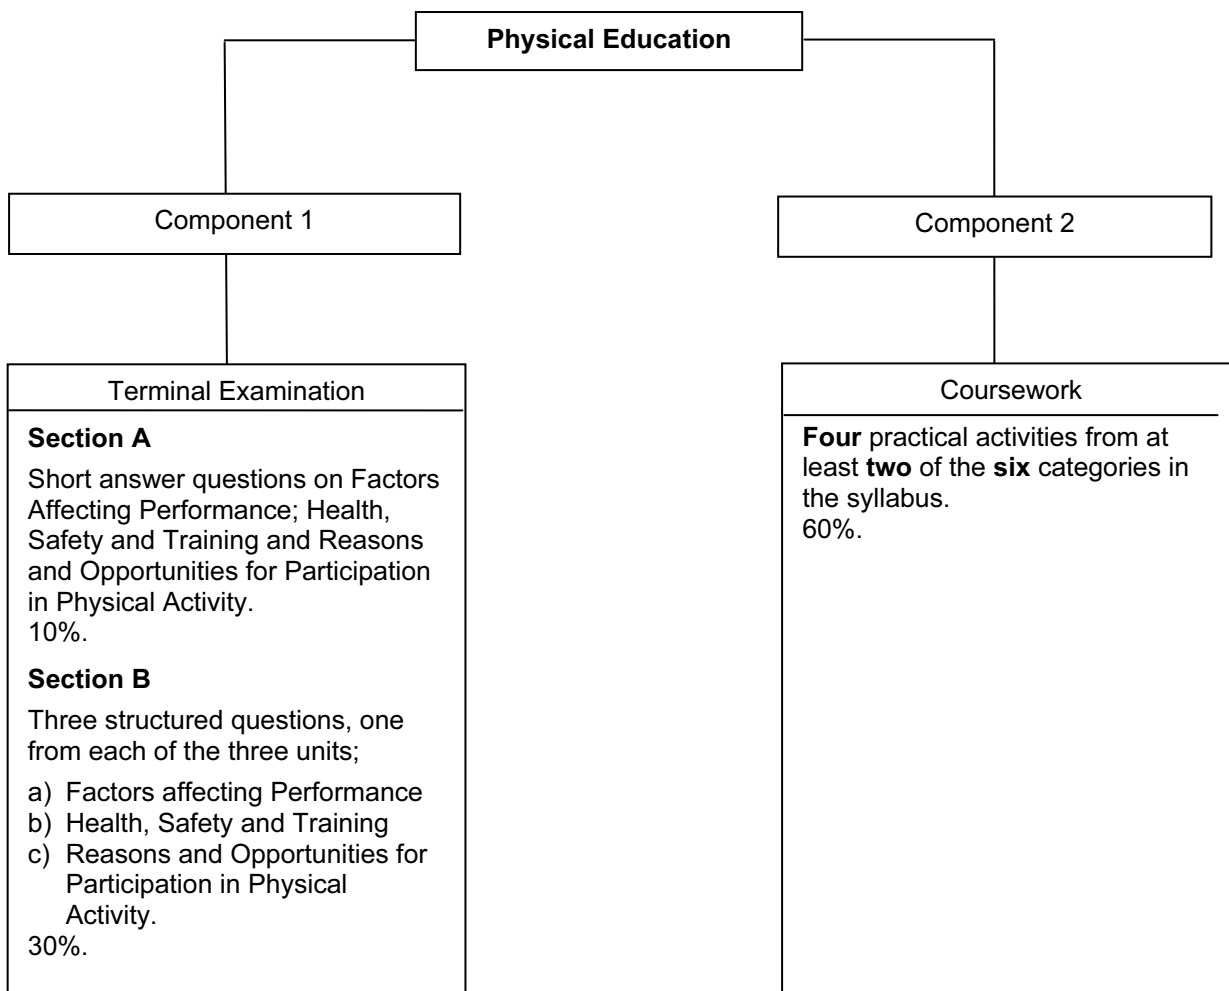 Physical Education
Component 1
Component 2
Terminal Examination
Section A
Short answer questions on Factors
Affecting Performance; Health,
Safety and Training and Reasons
and Opportunities for Participation
in Physical Activity.
10%.
Section B
Three structured questions, one
from each of the three units;
a) Factors affecting Performance
b) Health, Safety and Training
c) Reasons and Opportunities for
Participation in Physical
Activity.
30%.
Coursework
Four practical activities from at
least two of the six categories in
the syllabus.
60%.